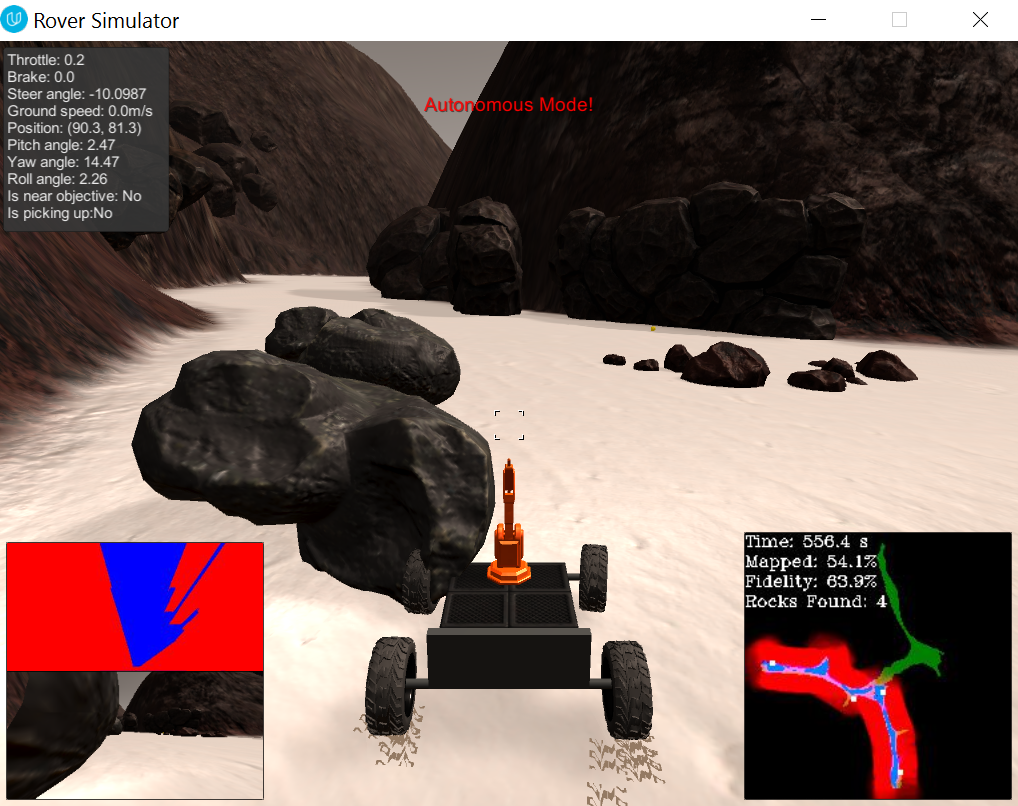 Rover Simulator
Throttle: 0.2
Brake: 0.0
Steer angle: -10.0987
Ground speed: 0.0m/s
Position: (90.3, 81.3)
Pitch angle: 2.47
Yaw angle: 14.47
Roll angle: 2.26
Is near objective: No
Is picking up:No
Autonomous Mode!
Time: 556.4 s
Mapped: 54.1%
Fidelity: 63.9%
Rocks Found: 4